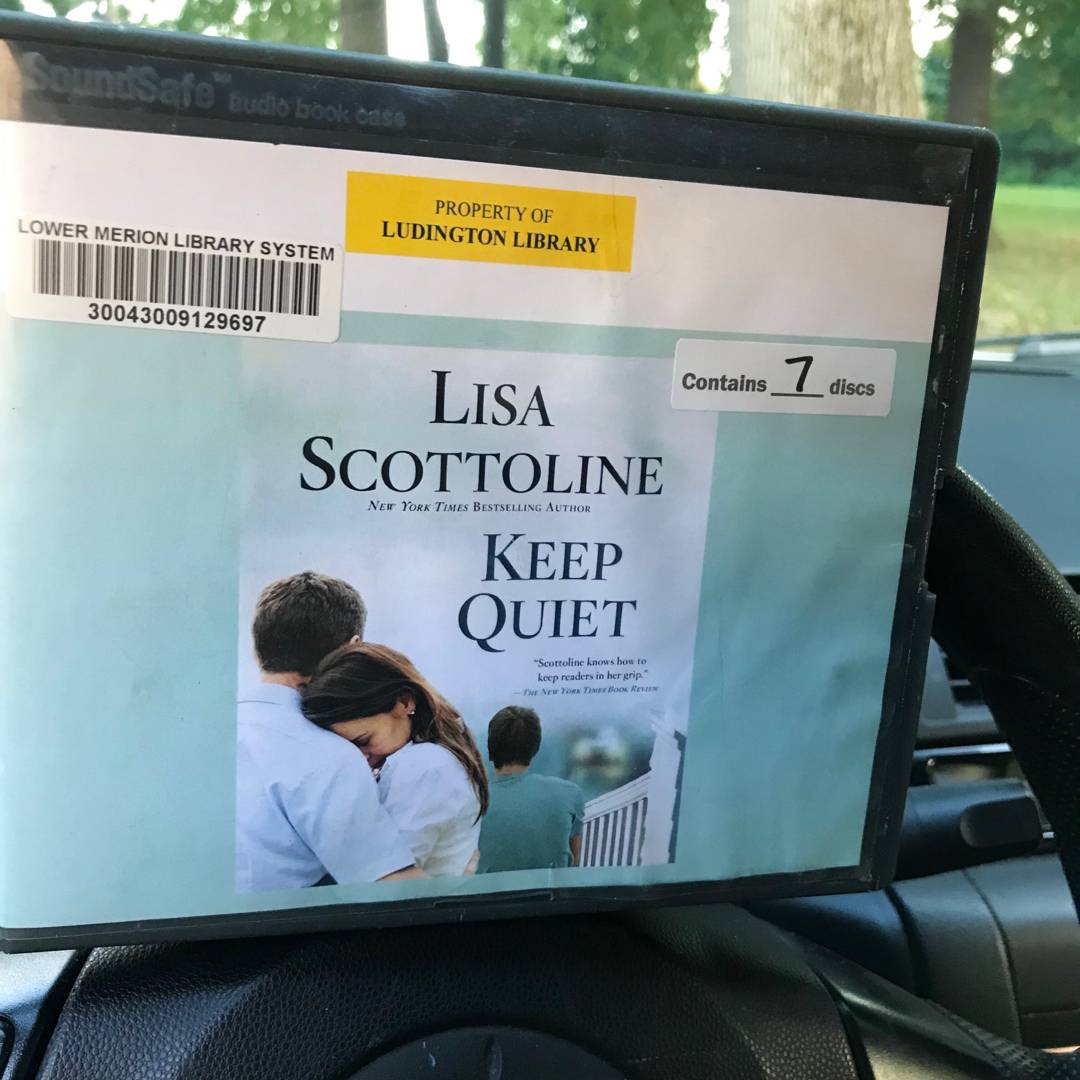 SoundSafe™ audio book case
LOWER MERION LIBRARY SYSTEM
30043009129697
PROPERTY OF
LUDINGTON LIBRARY
Contains 7 discs
LISA
SCOTTOLINE
NEW YORK TIMES BESTSELLING AUTHOR
KEEP
QUIET
"Scottoline knows how to
keep readers in her grip."
—THE NEW YORK TIMES BOOK REVIEW